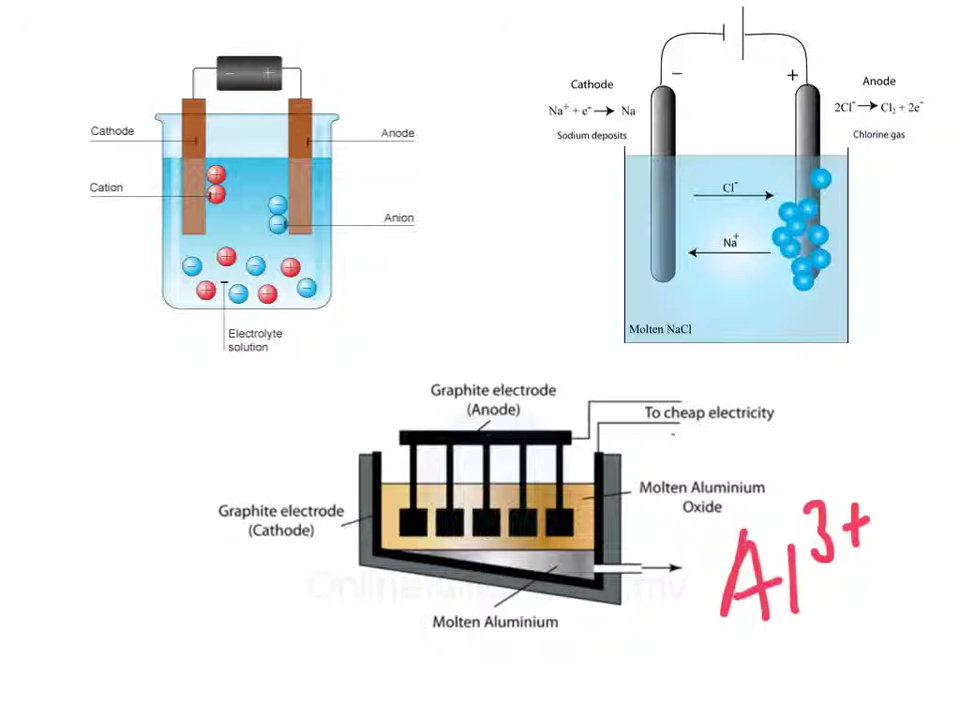 Cathode
Anode
Cation
Anion
Electrolyte
solution
− +
Cathode
Na⁺ + e⁻ → Na
Sodium deposits
−
+
Anode
2Cl⁻ → Cl₂ + 2e⁻
Chlorine gas
Cl⁻
Na⁺
Molten NaCl
Graphite electrode
(Anode)
To cheap electricity
Graphite electrode
(Cathode)
Molten Aluminium
Oxide
Molten Aluminium
Al³⁺